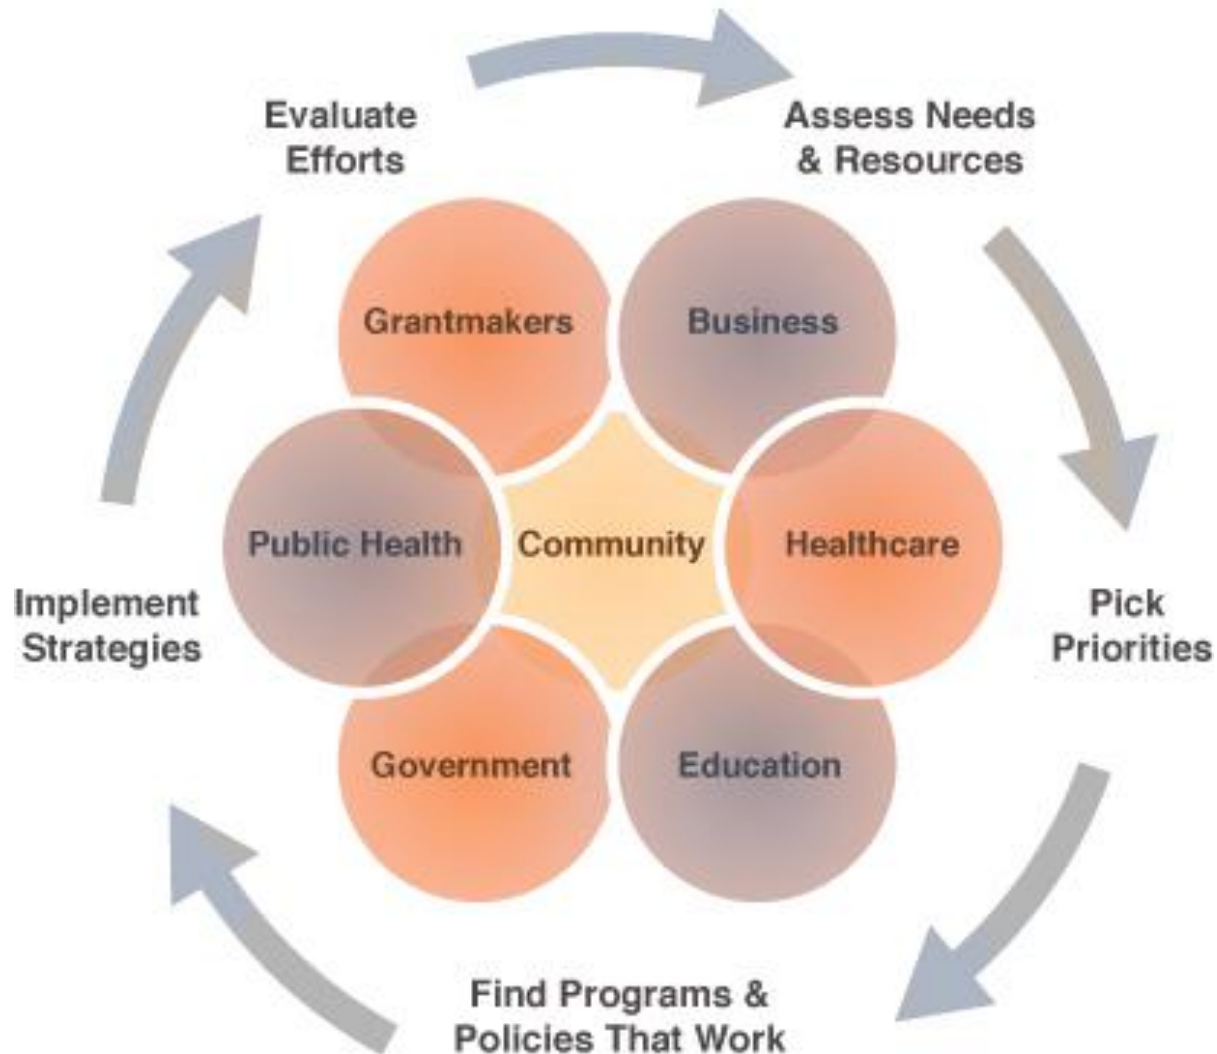 Evaluate
Efforts
Assess Needs
& Resources
Grantmakers
Business
Public Health
Community
Healthcare
Implement
Strategies
Pick
Priorities
Government
Education
Find Programs &
Policies That Work